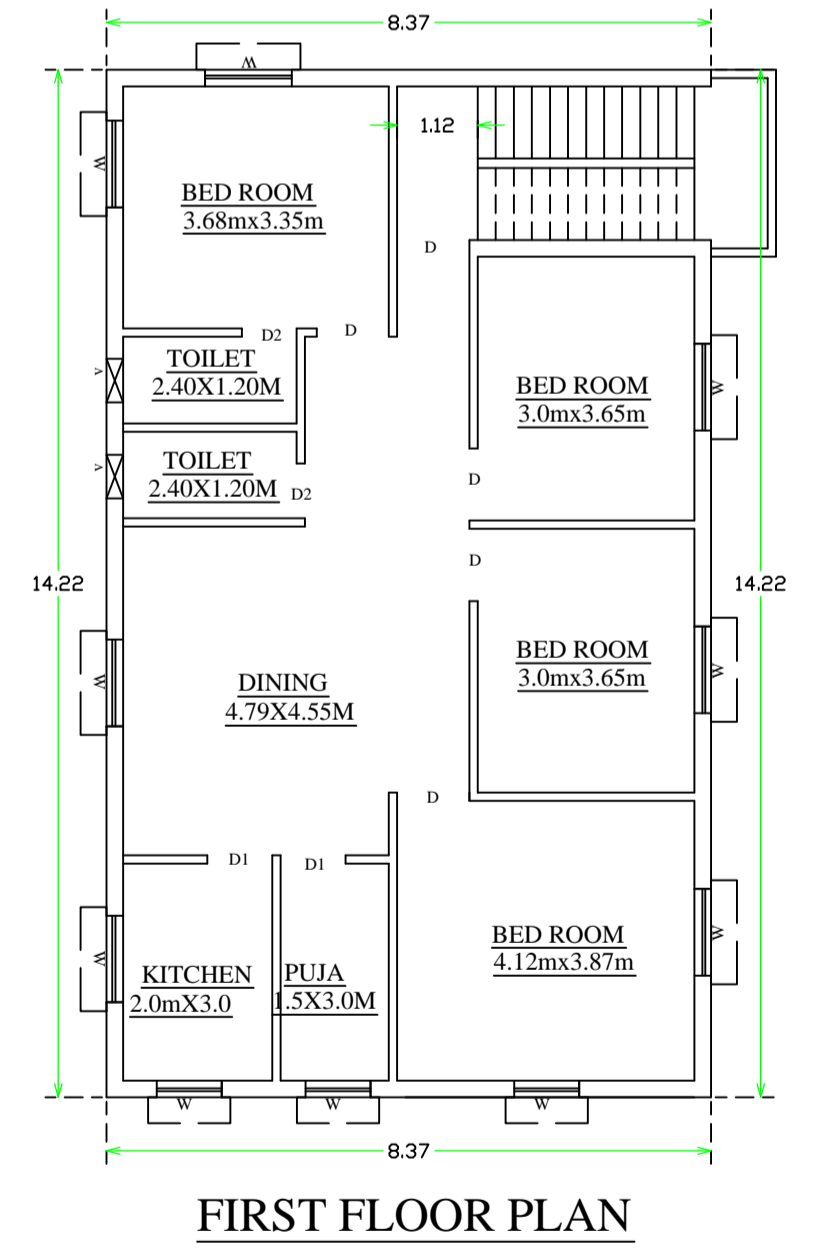 8.37
W
1.12
W
BED ROOM
3.68mx3.35m
D
D2
D
TOILET
2.40X1.20M
V
BED ROOM
3.0mx3.65m
W
TOILET
2.40X1.20M
V
D2
D
D
14.22
14.22
BED ROOM
3.0mx3.65m
W
DINING
4.79X4.55M
W
D
D1
D1
BED ROOM
4.12mx3.87m
W
KITCHEN
2.0mX3.0
W
PUJA
1.5X3.0M
W
W
W
8.37
FIRST FLOOR PLAN